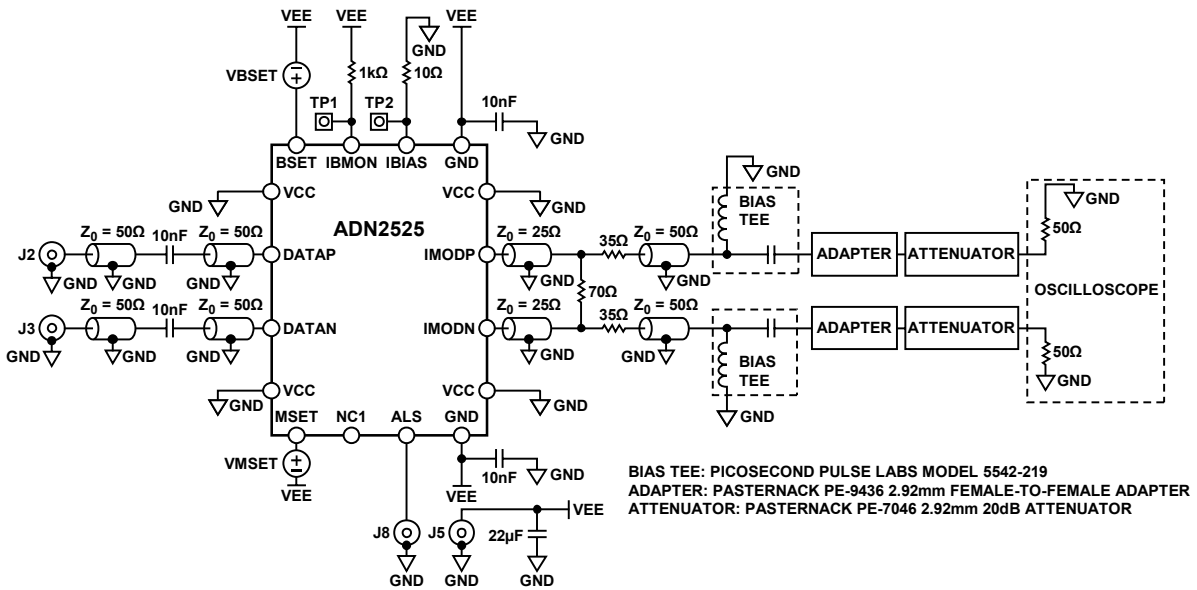 VEE VEE VEE
GND
VBSET
1kΩ
10Ω
TP1 TP2
10nF
GND
BSET IBMON IBIAS GND
GND VCC
VCC GND
ADN2525
J2
Z0 = 50Ω
10nF
Z0 = 50Ω
DATAP
GND GND GND
J3
Z0 = 50Ω
10nF
Z0 = 50Ω
DATAN
GND GND GND
IMODP
Z0 = 25Ω
35Ω
Z0 = 50Ω
GND GND
70Ω
IMODN
Z0 = 25Ω
35Ω
Z0 = 50Ω
GND GND
GND
BIAS
TEE
ADAPTER ATTENUATOR
GND
50Ω
OSCILLOSCOPE
ADAPTER ATTENUATOR
50Ω
GND
BIAS
TEE
GND
GND VCC
VCC GND
MSET NC1 ALS GND
VMSET
VEE
10nF
GND
VEE
VEE
J8
J5
22µF
GND GND GND
BIAS TEE: PICOSECOND PULSE LABS MODEL 5542-219
ADAPTER: PASTERNACK PE-9436 2.92mm FEMALE-TO-FEMALE ADAPTER
ATTENUATOR: PASTERNACK PE-7046 2.92mm 20dB ATTENUATOR